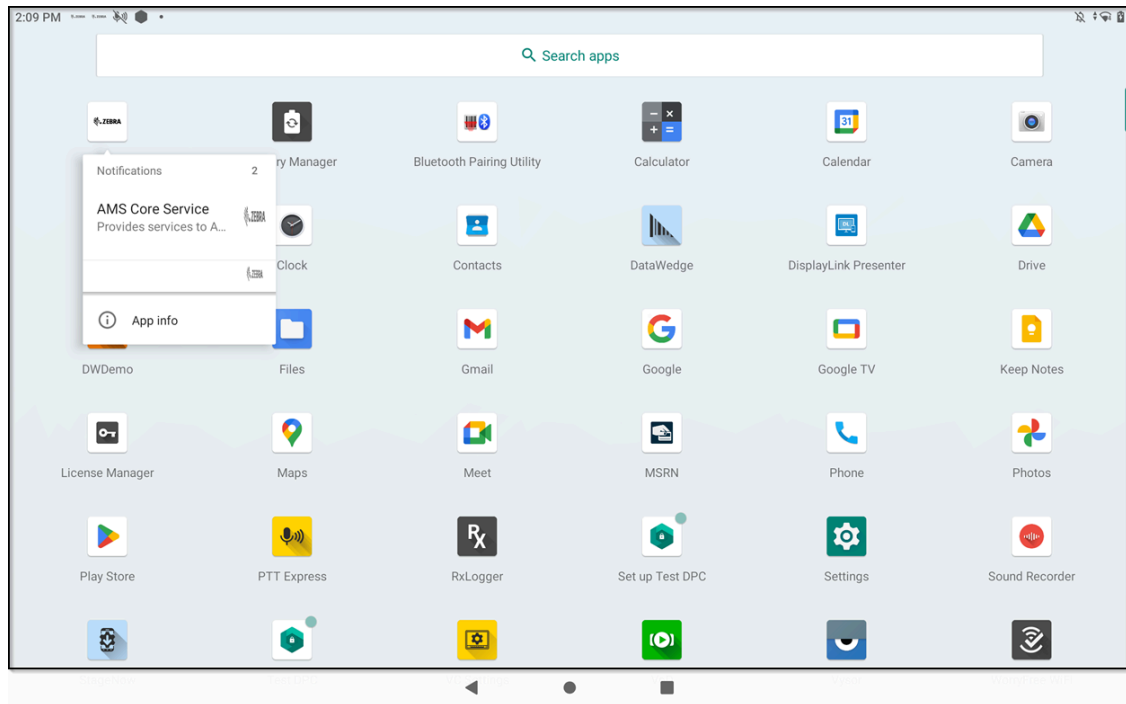 2:09 PM
Search apps
ZEBRA
31
Notifications 2
ry Manager
Bluetooth Pairing Utility
Calculator
Calendar
Camera
AMS Core Service
Provides services to A...
ZEBRA
ZEBRA
App info
Clock
Contacts
DataWedge
DisplayLink Presenter
Drive
DWDemo
Files
Gmail
Google
Google TV
Keep Notes
License Manager
Maps
Meet
MSRN
Phone
Photos
Rx
Play Store
PTT Express
RxLogger
Set up Test DPC
Settings
Sound Recorder